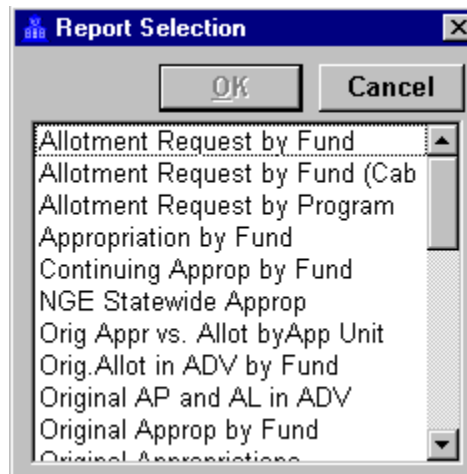 Report Selection
OK
Cancel
Allotment Request by Fund
Allotment Request by Fund (Cab
Allotment Request by Program
Appropriation by Fund
Continuing Approp by Fund
NGE Statewide Approp
Orig Appr vs. Allot byApp Unit
Orig.Allot in ADV by Fund
Original AP and AL in ADV
Original Approp by Fund
Original Appropriations